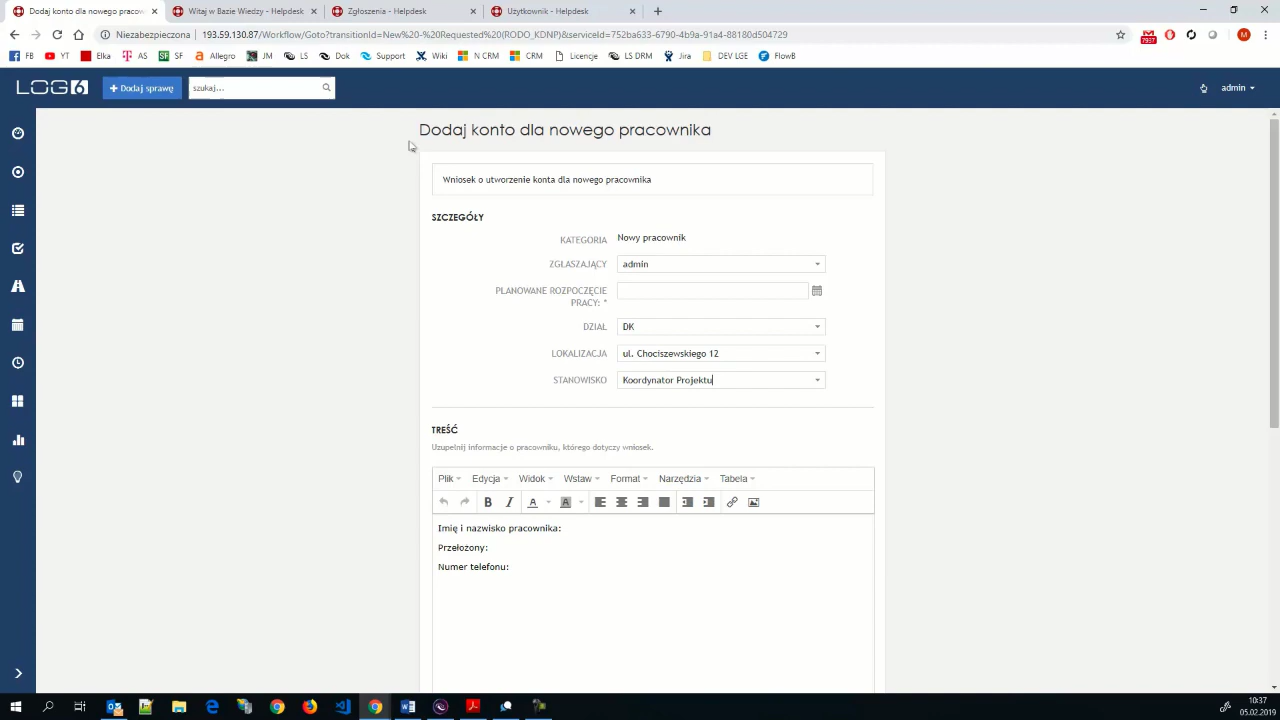 Dodaj konto dla nowego pracow
Witaj w Bazie Wiedzy - Helpdesk
Zgłoszenia - Helpdesk
Użytkownik - Helpdesk
Niezabezpieczona
193.59.130.87/Workflow/Goto?transitionId=New%20-%20Requested%20(RODO_KDNP)&serviceId=752ba633-6790-4b9a-91a4-88180d504729
7937
M
FB
YT
Elka
AS
SF
Allegro
JM
LS
Dok
Support
Wiki
N CRM
CRM
Licencje
LS DRM
Jira
DEV LGE
FlowB
LOG6
Dodaj sprawę
szukaj...
admin
Dodaj konto dla nowego pracownika
Wniosek o utworzenie konta dla nowego pracownika
SZCZEGÓŁY
KATEGORIA Nowy pracownik
ZGŁASZAJĄCY admin
PLANOWANE ROZPOCZĘCIE
PRACY: *
DZIAŁ DK
LOKALIZACJA ul. Chociszewskiego 12
STANOWISKO Koordynator Projektu
TREŚĆ
Uzupełnij informacje o pracowniku, którego dotyczy wniosek.
Plik Edycja Widok Wstaw Format Narzędzia Tabela
B I A A
Imię i nazwisko pracownika:
Przełożony:
Numer telefonu:
10:37
05.02.2019